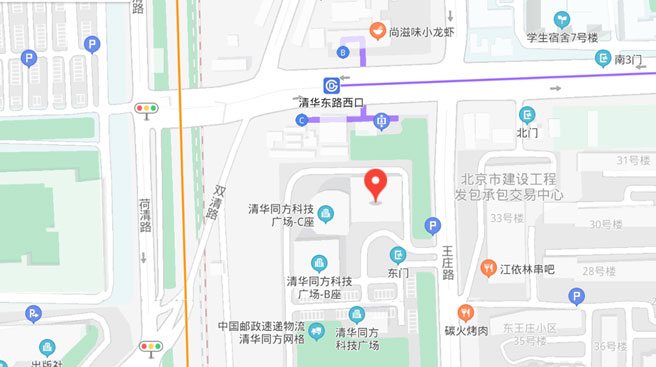 清路
P
P
尚滋味小龙虾
B
学生宿舍7号楼
南3门
清华东路西口
C
北门
31号楼
双清路
荷清路
北京市建设工程
发包承包交易中心
清华同方科技
广场-C座
33号楼
30号楼
P
王庄路
东门
江依林串吧
28号楼
清华同方科技
广场-B座
P
P
碳火烤肉
中国邮政速递物流
清华同方网格
清华同方
科技广场
东王庄小区
35号楼
36号楼
出版社